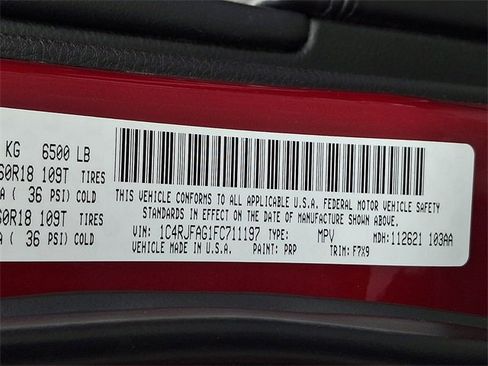 KG 6500 LB
60R18 109T TIRES
A ( 36 PSI) COLD
60R18 109T TIRES
A ( 36 PSI) COLD
THIS VEHICLE CONFORMS TO ALL APPLICABLE U.S.A. FEDERAL MOTOR VEHICLE SAFETY
STANDARDS IN EFFECT ON THE DATE OF MANUFACTURE SHOWN ABOVE.
VIN: 1C4RJFAG1FC711197 TYPE: MPV MDH: 112621 103AA
MADE IN U.S.A. PAINT: PRP TRIM: F7X9